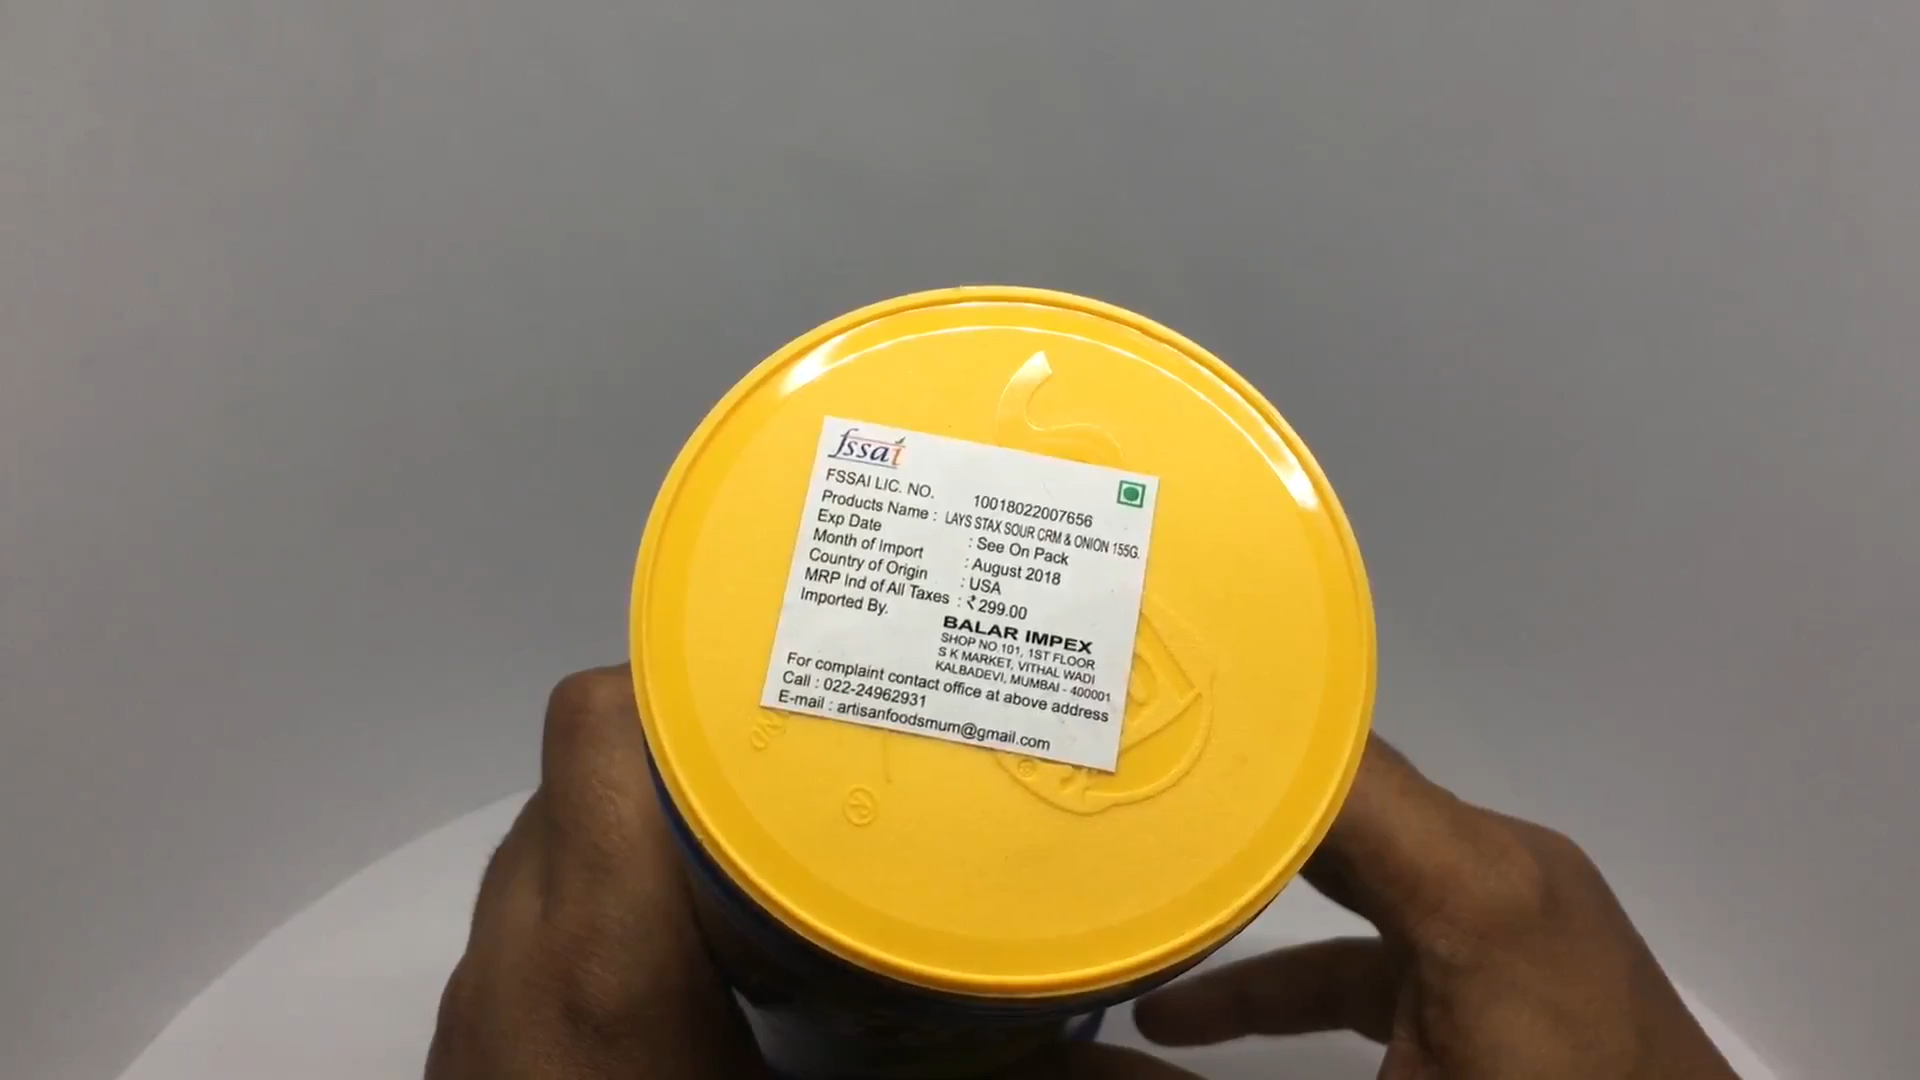 fssai
FSSAI LIC. NO. 10018022007656
Products Name : LAYS STAX SOUR CRM & ONION 155G.
Exp Date : See On Pack
Month of Import : August 2018
Country of Origin : USA
MRP Ind of All Taxes : ₹299.00
Imported By.
BALAR IMPEX
SHOP NO.101, 1ST FLOOR
S K MARKET, VITHAL WADI
KALBADEVI, MUMBAI - 400001
For complaint contact office at above address
Call : 022-24962931
E-mail : artisanfoodsmum@gmail.com
®
®